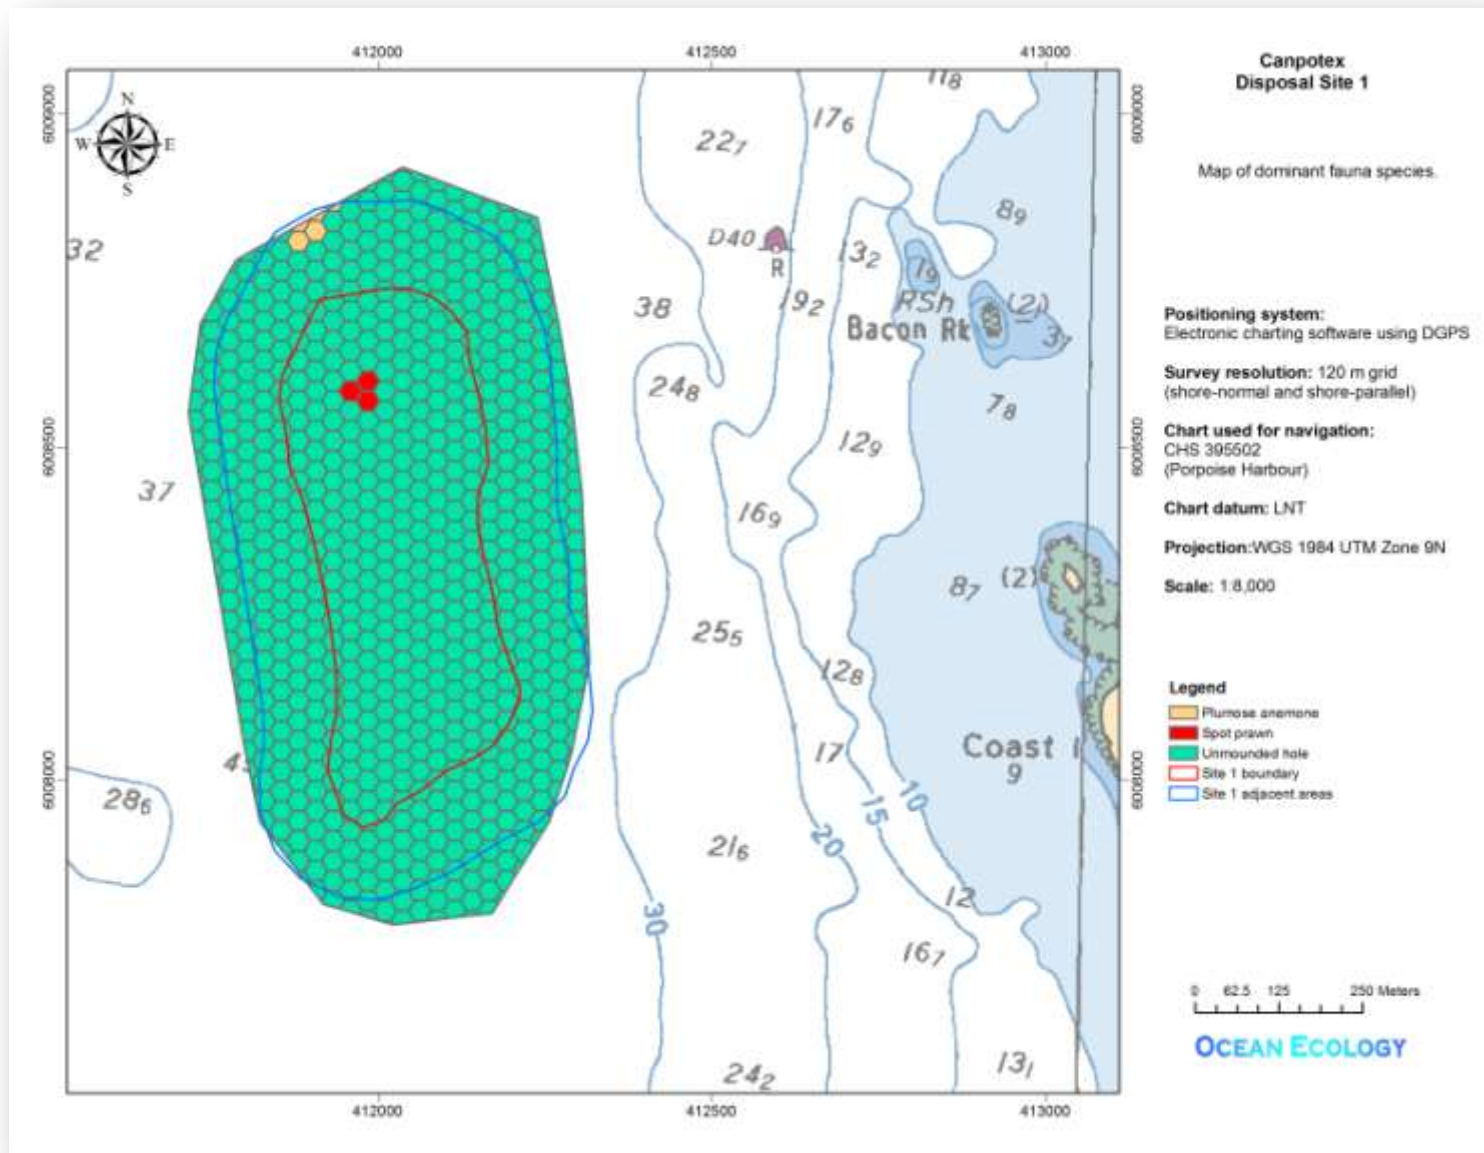 412000
412500
413000
Canpotex
Disposal Site 1
Map of dominant fauna species.
6009000
6009000
N
W
E
S
118
176
227
89
D40
R
132
19
32
38
192
RSh
(2)
Bacon Rk
37
248
78
Positioning system:
Electronic charting software using DGPS
Survey resolution: 120 m grid
(shore-normal and shore-parallel)
Chart used for navigation:
CHS 395502
(Porpoise Harbour)
Chart datum: LNT
Projection:WGS 1984 UTM Zone 9N
Scale: 1:8,000
6008500
6008500
129
37
169
87
(2)
255
128
Legend
Plumose anemone
Spot prawn
Unmounded hole
Site 1 boundary
Site 1 adjacent areas
17
Coast
9
6008000
6008000
286
10
15
20
216
12
30
167
0 62.5 125 250 Meters
OCEAN ECOLOGY
242
131
412000
412500
413000